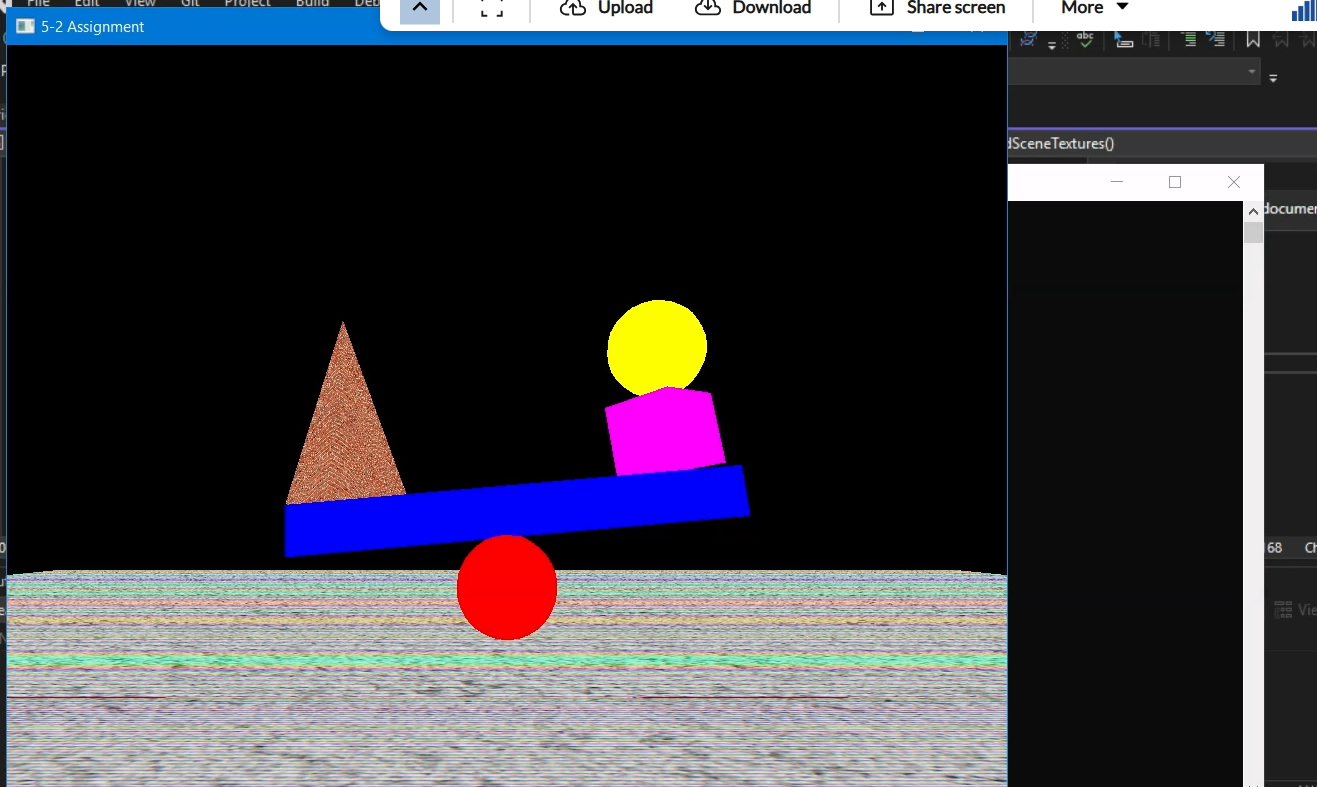 File Edit View Git Project Build Deb
Upload Download Share screen More
5-2 Assignment
dSceneTextures()
documen
68 Ch
Vie